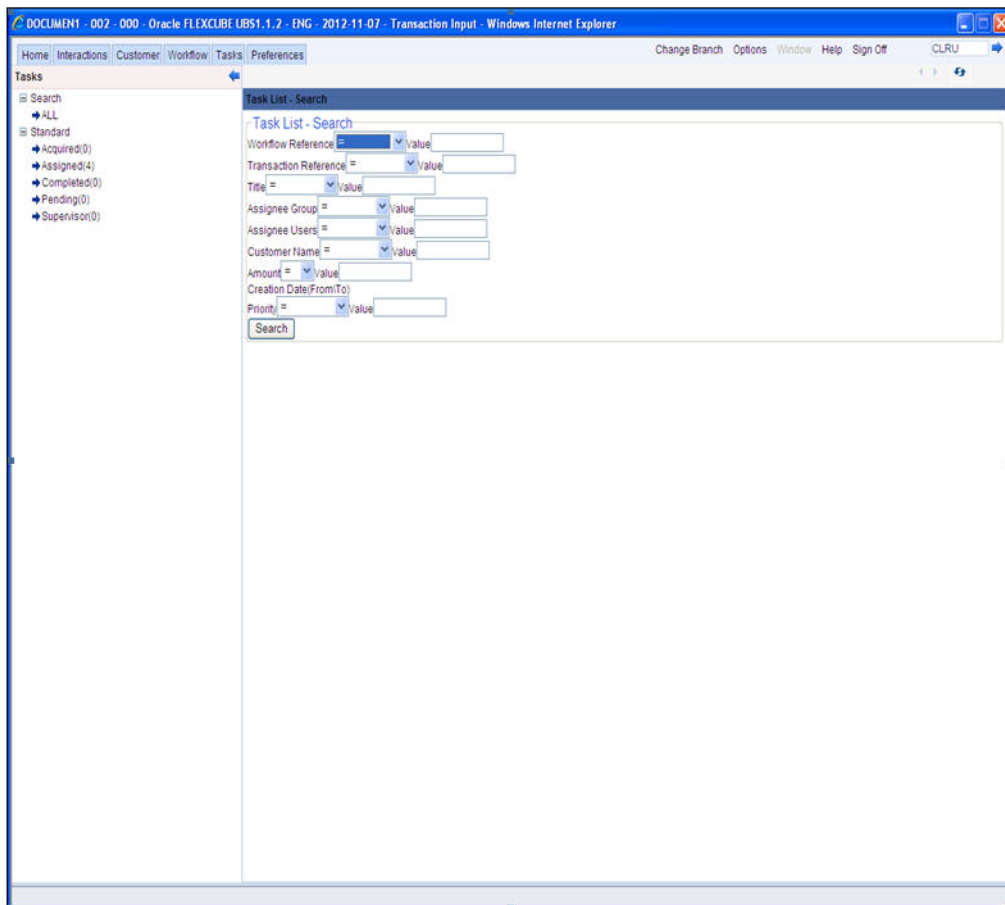 DOCUMENT1 - 002 - 000 - Oracle FLEXCUBE UBS1.1.2 - ENG - 2012-11-07 - Transaction Input - Windows Internet Explorer
Home Interactions Customer Workflow Tasks Preferences Change Branch Options Window Help Sign Off CLRU
Tasks
Search
ALL
Standard
Acquired(0)
Assigned(4)
Completed(0)
Pending(0)
Supervisor(0)
Task List - Search
Task List - Search
Workflow Reference = Value
Transaction Reference = Value
Title = Value
Assignee Group = Value
Assignee Users = Value
Customer Name = Value
Amount = Value
Creation Date(From\To)
Priority = Value
Search